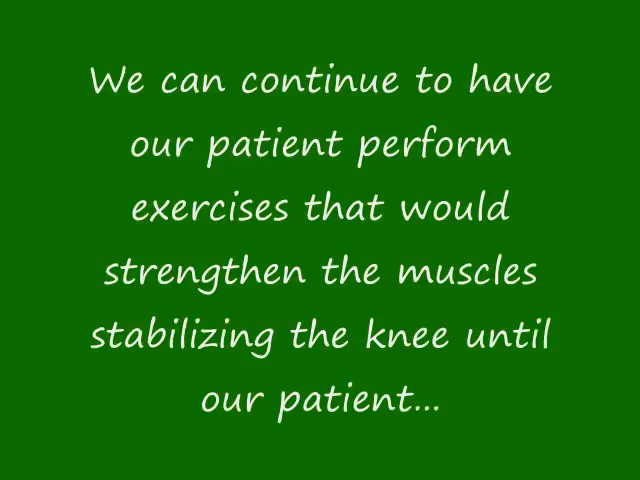 We can continue to have
our patient perform
exercises that would
strengthen the muscles
stabilizing the knee until
our patient...